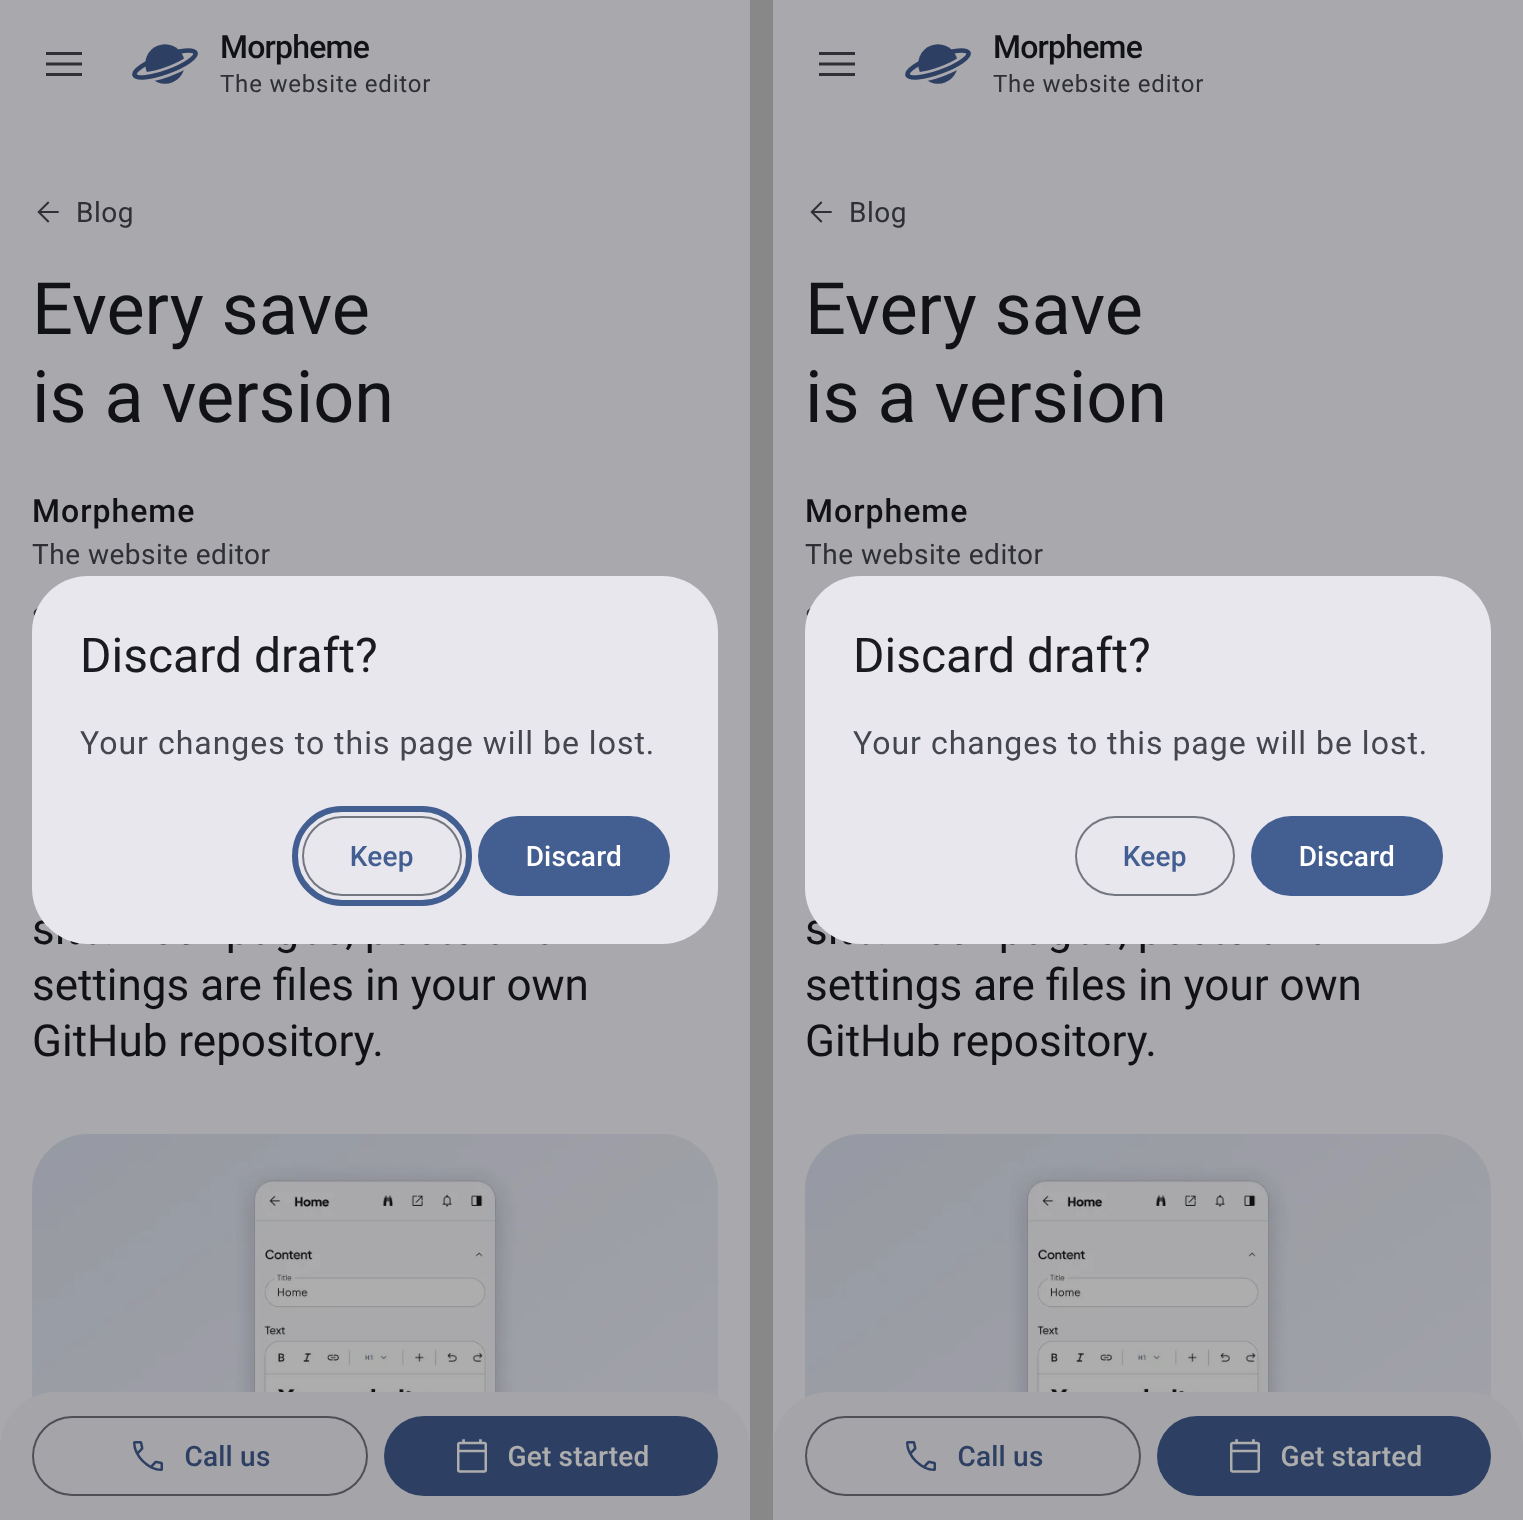 Morpheme
The website editor
Blog
Every save
is a version
Morpheme
The website editor
Discard draft?
Your changes to this page will be lost.
Keep
Discard
settings are files in your own
GitHub repository.
Home
Content
Title
Home
Text
B I H1
Call us
Get started
Morpheme
The website editor
Blog
Every save
is a version
Morpheme
The website editor
Discard draft?
Your changes to this page will be lost.
Keep
Discard
settings are files in your own
GitHub repository.
Home
Content
Title
Home
Text
B I H1
Call us
Get started